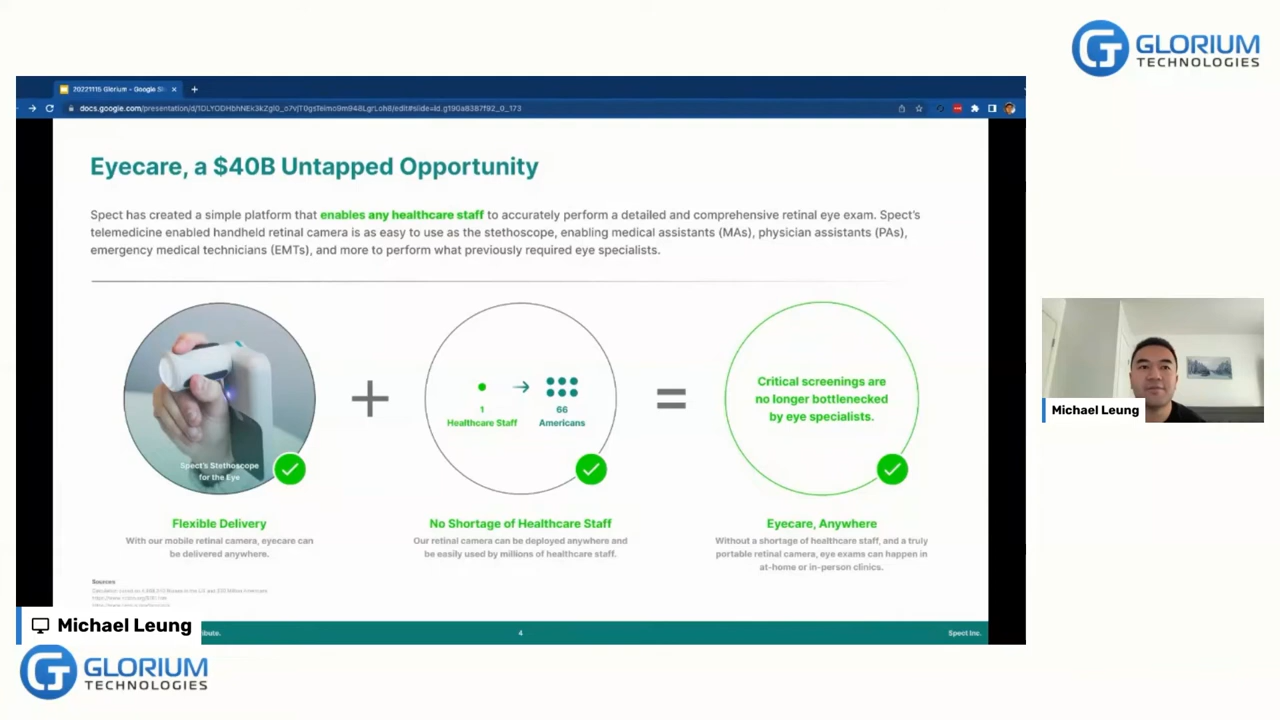 GLORIUM
TECHNOLOGIES
20221115 Glorium - Google Sl
Eyecare, a $40B Untapped Opportunity
Spect has created a simple platform that enables any healthcare staff to accurately perform a detailed and comprehensive retinal eye exam. Spect's
telemedicine enabled handheld retinal camera is as easy to use as the stethoscope, enabling medical assistants (MAs), physician assistants (PAs),
emergency medical technicians (EMTs), and more to perform what previously required eye specialists.
Spect's Stethoscope
for the Eye
1
Healthcare Staff
66
Americans
Critical screenings are
no longer bottlenecked
by eye specialists.
Flexible Delivery
With our mobile retinal camera, eyecare can
be delivered anywhere.
No Shortage of Healthcare Staff
Our retinal camera can be deployed anywhere and
be easily used by millions of healthcare staff.
Eyecare, Anywhere
Without a shortage of healthcare staff, and a truly
portable retinal camera, eye exams can happen in
at-home or in-person clinics.
Sources
4
Spect Inc.
Michael Leung
Michael Leung
GLORIUM
TECHNOLOGIES